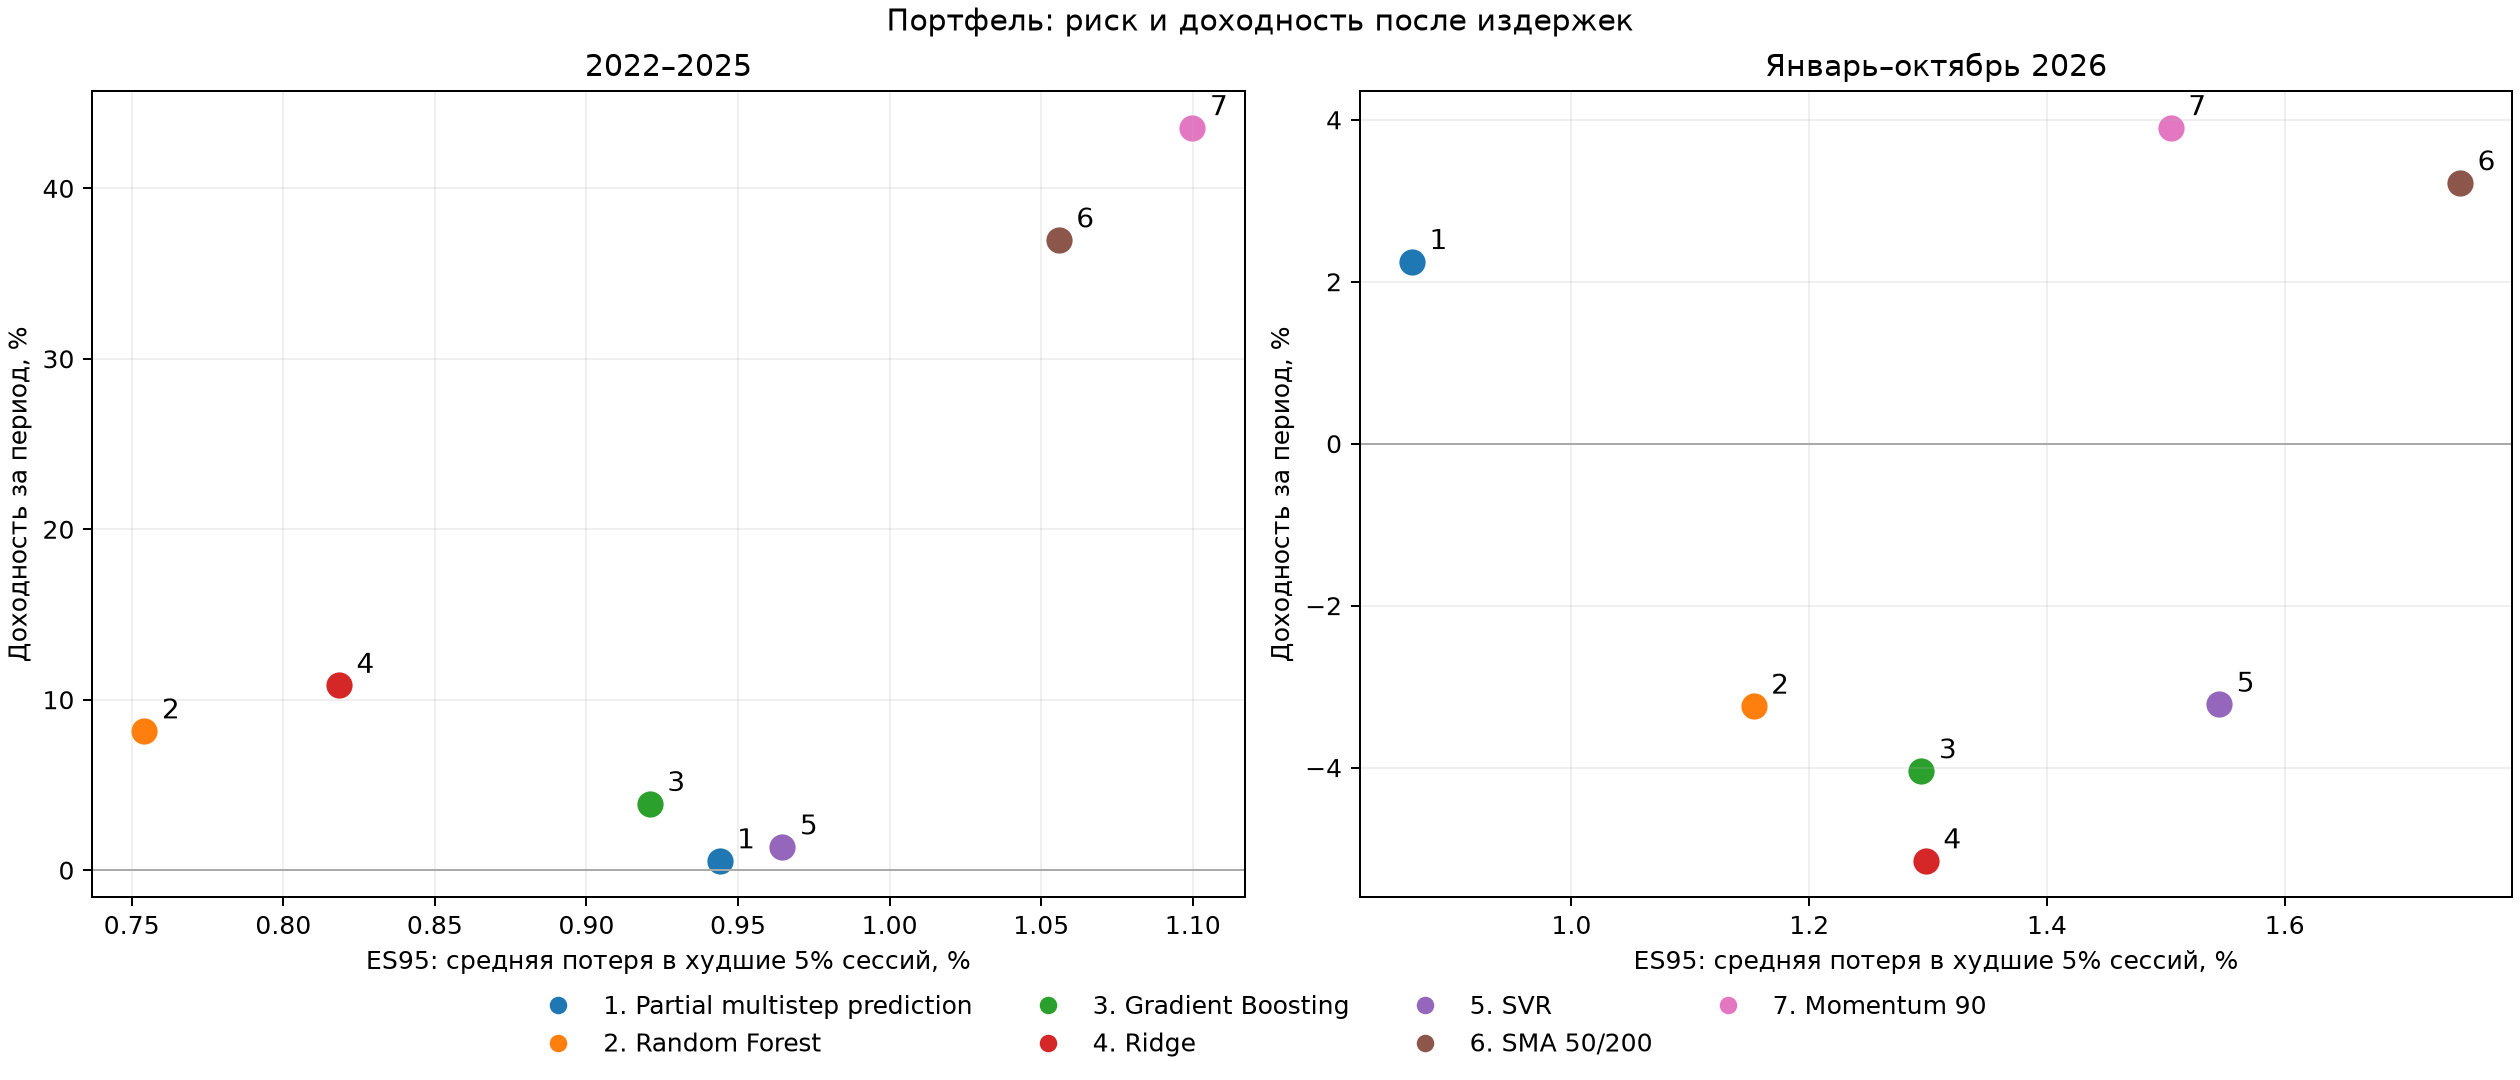 Портфель: риск и доходность после издержек
2022–2025
7
6
4
2
3
1
5
40
30
20
10
0
Доходность за период, %
0.75 0.80 0.85 0.90 0.95 1.00 1.05 1.10
ES95: средняя потеря в худшие 5% сессий, %
Январь–октябрь 2026
7
6
1
2
5
3
4
4
2
0
−2
−4
Доходность за период, %
1.0 1.2 1.4 1.6
ES95: средняя потеря в худшие 5% сессий, %
1. Partial multistep prediction
2. Random Forest
3. Gradient Boosting
4. Ridge
5. SVR
6. SMA 50/200
7. Momentum 90